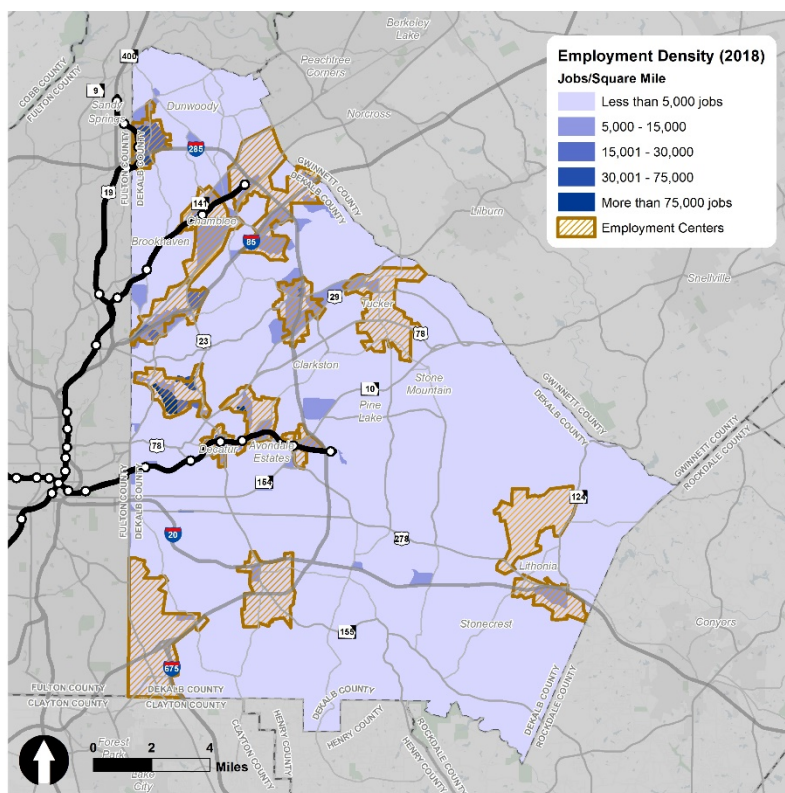 Employment Density (2018)
Jobs/Square Mile
Less than 5,000 jobs
5,000 - 15,000
15,001 - 30,000
30,001 - 75,000
More than 75,000 jobs
Employment Centers
Berkeley
Lake
400
COBB COUNTY
FULTON COUNTY
9
Sandy
Springs
Dunwoody
Peachtree
Corners
Norcross
285
FULTON COUNTY
DEKALB COUNTY
GWINNETT COUNTY
DEKALB COUNTY
19
141
Chamblee
Lilburn
Brookhaven
85
Snellville
29
Tucker
23
78
Clarkston
Stone
Mountain
10
Pine
Lake
GWINNETT COUNTY
DEKALB COUNTY
78
Decatur
Avondale
Estates
GWINNETT COUNTY
ROCKDALE COUNTY
154
124
FULTON COUNTY
DEKALB COUNTY
20
278
Lithonia
Conyers
155
Stonecrest
675
FULTON COUNTY
CLAYTON COUNTY
DEKALB COUNTY
CLAYTON COUNTY
DEKALB COUNTY
HENRY COUNTY
DEKALB COUNTY
ROCKDALE COUNTY
CLAYTON COUNTY
HENRY COUNTY
ROCKDALE COUNTY
HENRY COUNTY
Forest
Park
Lake
City
0 2 4
Miles